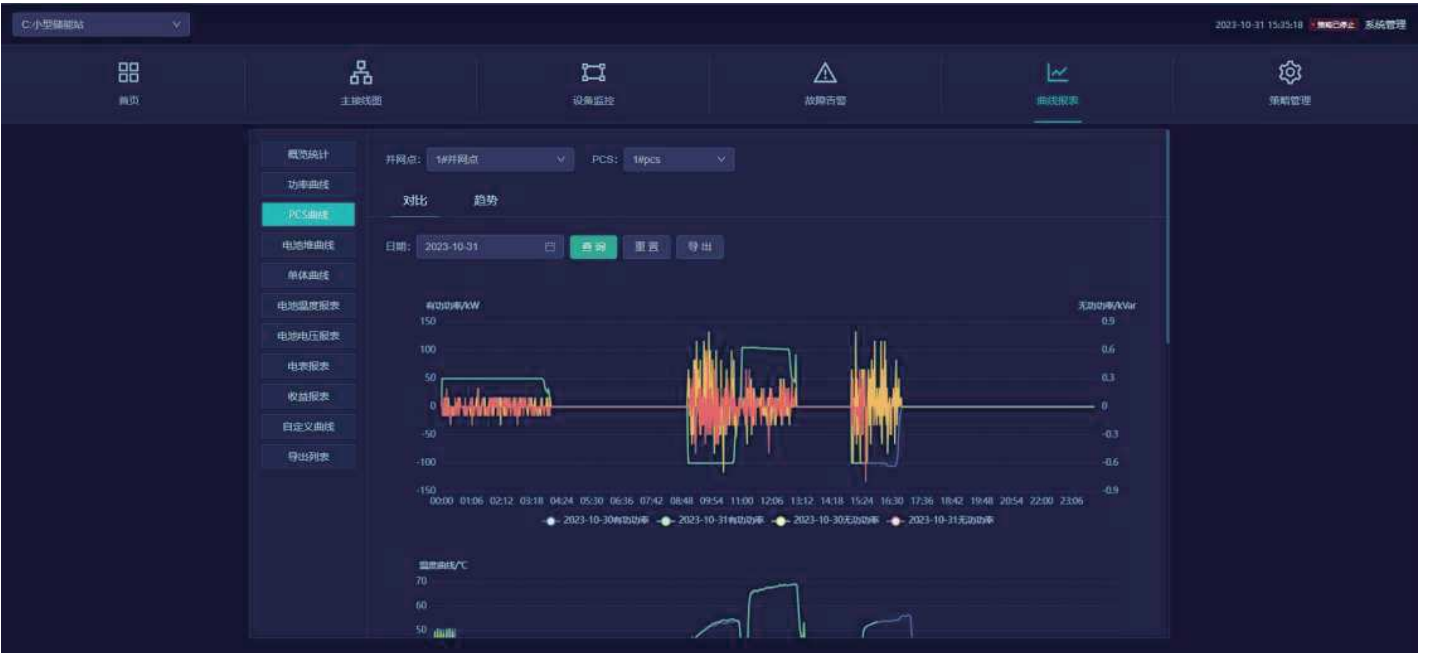 C:小型储能站
2023-10-31 15:35:18 策略已停止 系统管理
首页 主接线图 设备监控 故障告警 曲线报表 策略管理
概览统计
功率曲线
PCS曲线
电池堆曲线
单体曲线
电池温度报表
电池电压报表
电表报表
收益报表
自定义曲线
导出列表
并网点: 1#并网点 PCS: 1#pcs
对比 趋势
日期: 2023-10-31 查询 重置 导出
有功功率/kW 无功功率/kVar
150 0.9
100 0.6
50 0.3
0 0
-50 -0.3
-100 -0.6
-150 -0.9
00:00 01:06 02:12 03:18 04:24 05:30 06:36 07:42 08:48 09:54 11:00 12:06 13:12 14:18 15:24 16:30 17:36 18:42 19:48 20:54 22:00 23:06
2023-10-30有功功率 2023-10-31有功功率 2023-10-30无功功率 2023-10-31无功功率
温度曲线/℃
70
60
50